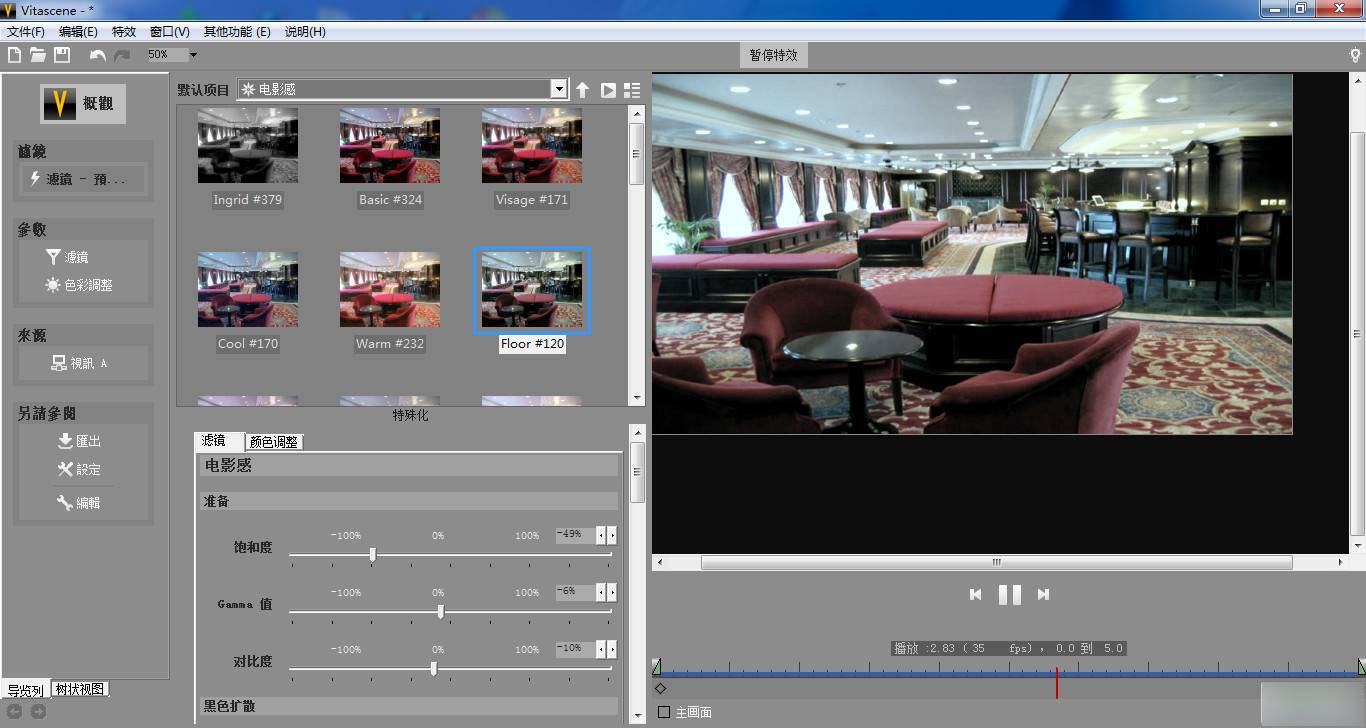 Vitascene - *
文件(F) 编辑(E) 特效 窗口(V) 其他功能 (E) 说明(H)
50%
暂停特效
概觀
濾鏡
濾鏡 - 預...
參數
濾鏡
色彩調整
來源
視訊 A
另請參閱
匯出
設定
編輯
导览列 树状视图
默认项目 电影感
Ingrid #379 Basic #324 Visage #171
Cool #170 Warm #232 Floor #120
特殊化
滤镜 颜色调整
电影感
准备
饱和度 -100% 0% 100% -49%
Gamma 值 -100% 0% 100% -6%
对比度 -100% 0% 100% -10%
黑色扩散
播放 :2.83 ( 35 fps) , 0.0 到 5.0
主画面